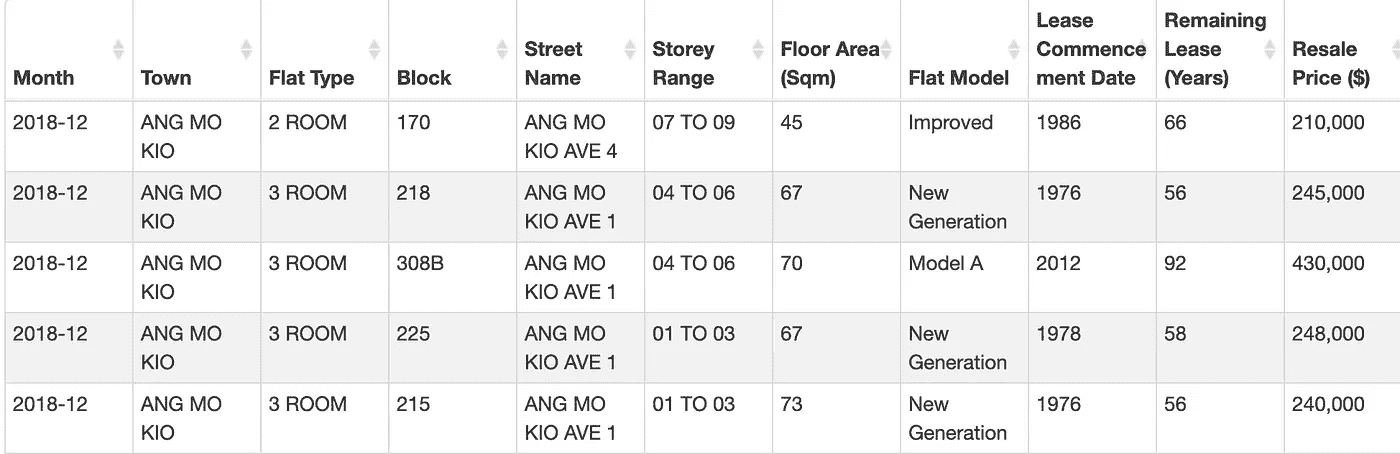 Month Town Flat Type Block Street Name Storey Range Floor Area (Sqm) Flat Model Lease Commence ment Date Remaining Lease (Years) Resale Price ($)
2018-12 ANG MO KIO 2 ROOM 170 ANG MO KIO AVE 4 07 TO 09 45 Improved 1986 66 210,000
2018-12 ANG MO KIO 3 ROOM 218 ANG MO KIO AVE 1 04 TO 06 67 New Generation 1976 56 245,000
2018-12 ANG MO KIO 3 ROOM 308B ANG MO KIO AVE 1 04 TO 06 70 Model A 2012 92 430,000
2018-12 ANG MO KIO 3 ROOM 225 ANG MO KIO AVE 1 01 TO 03 67 New Generation 1978 58 248,000
2018-12 ANG MO KIO 3 ROOM 215 ANG MO KIO AVE 1 01 TO 03 73 New Generation 1976 56 240,000